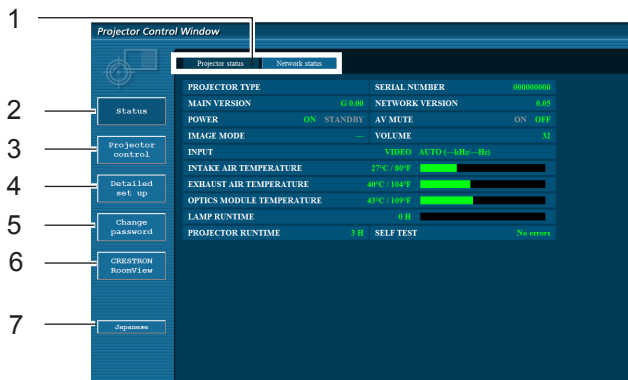 1
Projector Control Window
Projector status Network status
PROJECTOR TYPE SERIAL NUMBER 000000000
2 Status MAIN VERSION G 0.00 NETWORK VERSION 0.05
POWER ON STANDBY AV MUTE ON OFF
IMAGE MODE --- VOLUME 32
3 Projector
control
INPUT VIDEO AUTO (---kHz/---Hz)
INTAKE AIR TEMPERATURE 27°C / 80°F
4 Detailed
set up
EXHAUST AIR TEMPERATURE 40°C / 104°F
OPTICS MODULE TEMPERATURE 43°C / 109°F
5 Change
password
LAMP RUNTIME 0 H
PROJECTOR RUNTIME 3 H SELF TEST No errors
6 CRESTRON
RoomView
7 Japanese